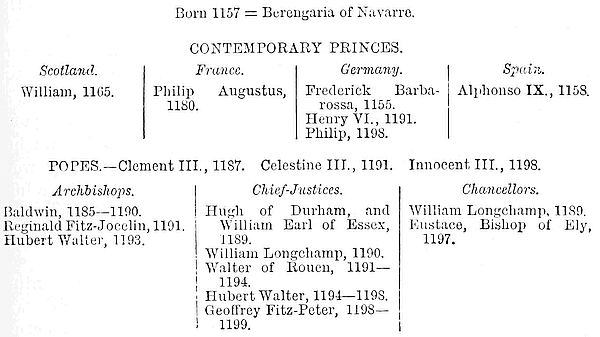 Born 1157 = Berengaria of Navarre.
CONTEMPORARY PRINCES.
Scotland.
William, 1165.
France.
Philip Augustus,
1180.
Germany.
Frederick Barba-
rossa, 1155.
Henry VI., 1191.
Philip, 1198.
Spain.
Alphonso IX., 1158.
POPES.—Clement III., 1187. Celestine III., 1191. Innocent III., 1198.
Archbishops.
Baldwin, 1185—1190.
Reginald Fitz-Jocelin, 1191.
Hubert Walter, 1193.
Chief-Justices.
Hugh of Durham, and
William Earl of Essex,
1189.
William Longchamp, 1190.
Walter of Rouen, 1191—
1194.
Hubert Walter, 1194—1198.
Geoffrey Fitz-Peter, 1198—
1199.
Chancellors.
William Longchamp, 1189.
Eustace, Bishop of Ely,
1197.